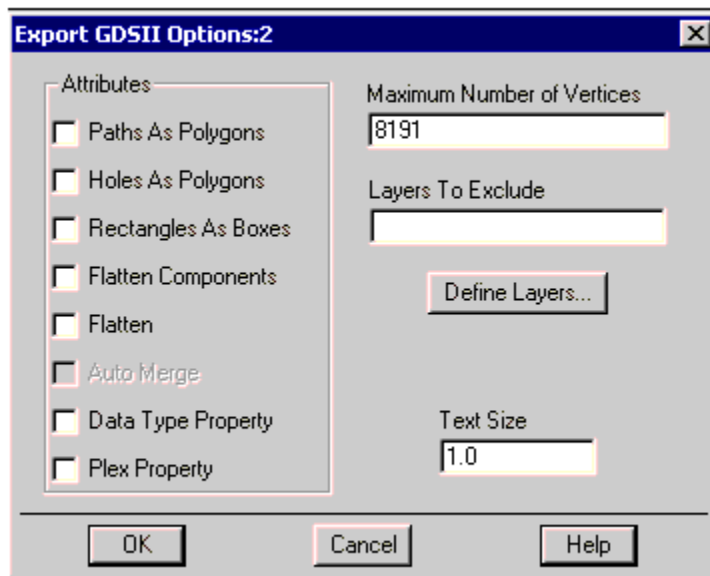 Export GDSII Options:2
Attributes
Paths As Polygons
Holes As Polygons
Rectangles As Boxes
Flatten Components
Flatten
Auto Merge
Data Type Property
Plex Property
Maximum Number of Vertices
8191
Layers To Exclude
Define Layers...
Text Size
1.0
OK
Cancel
Help